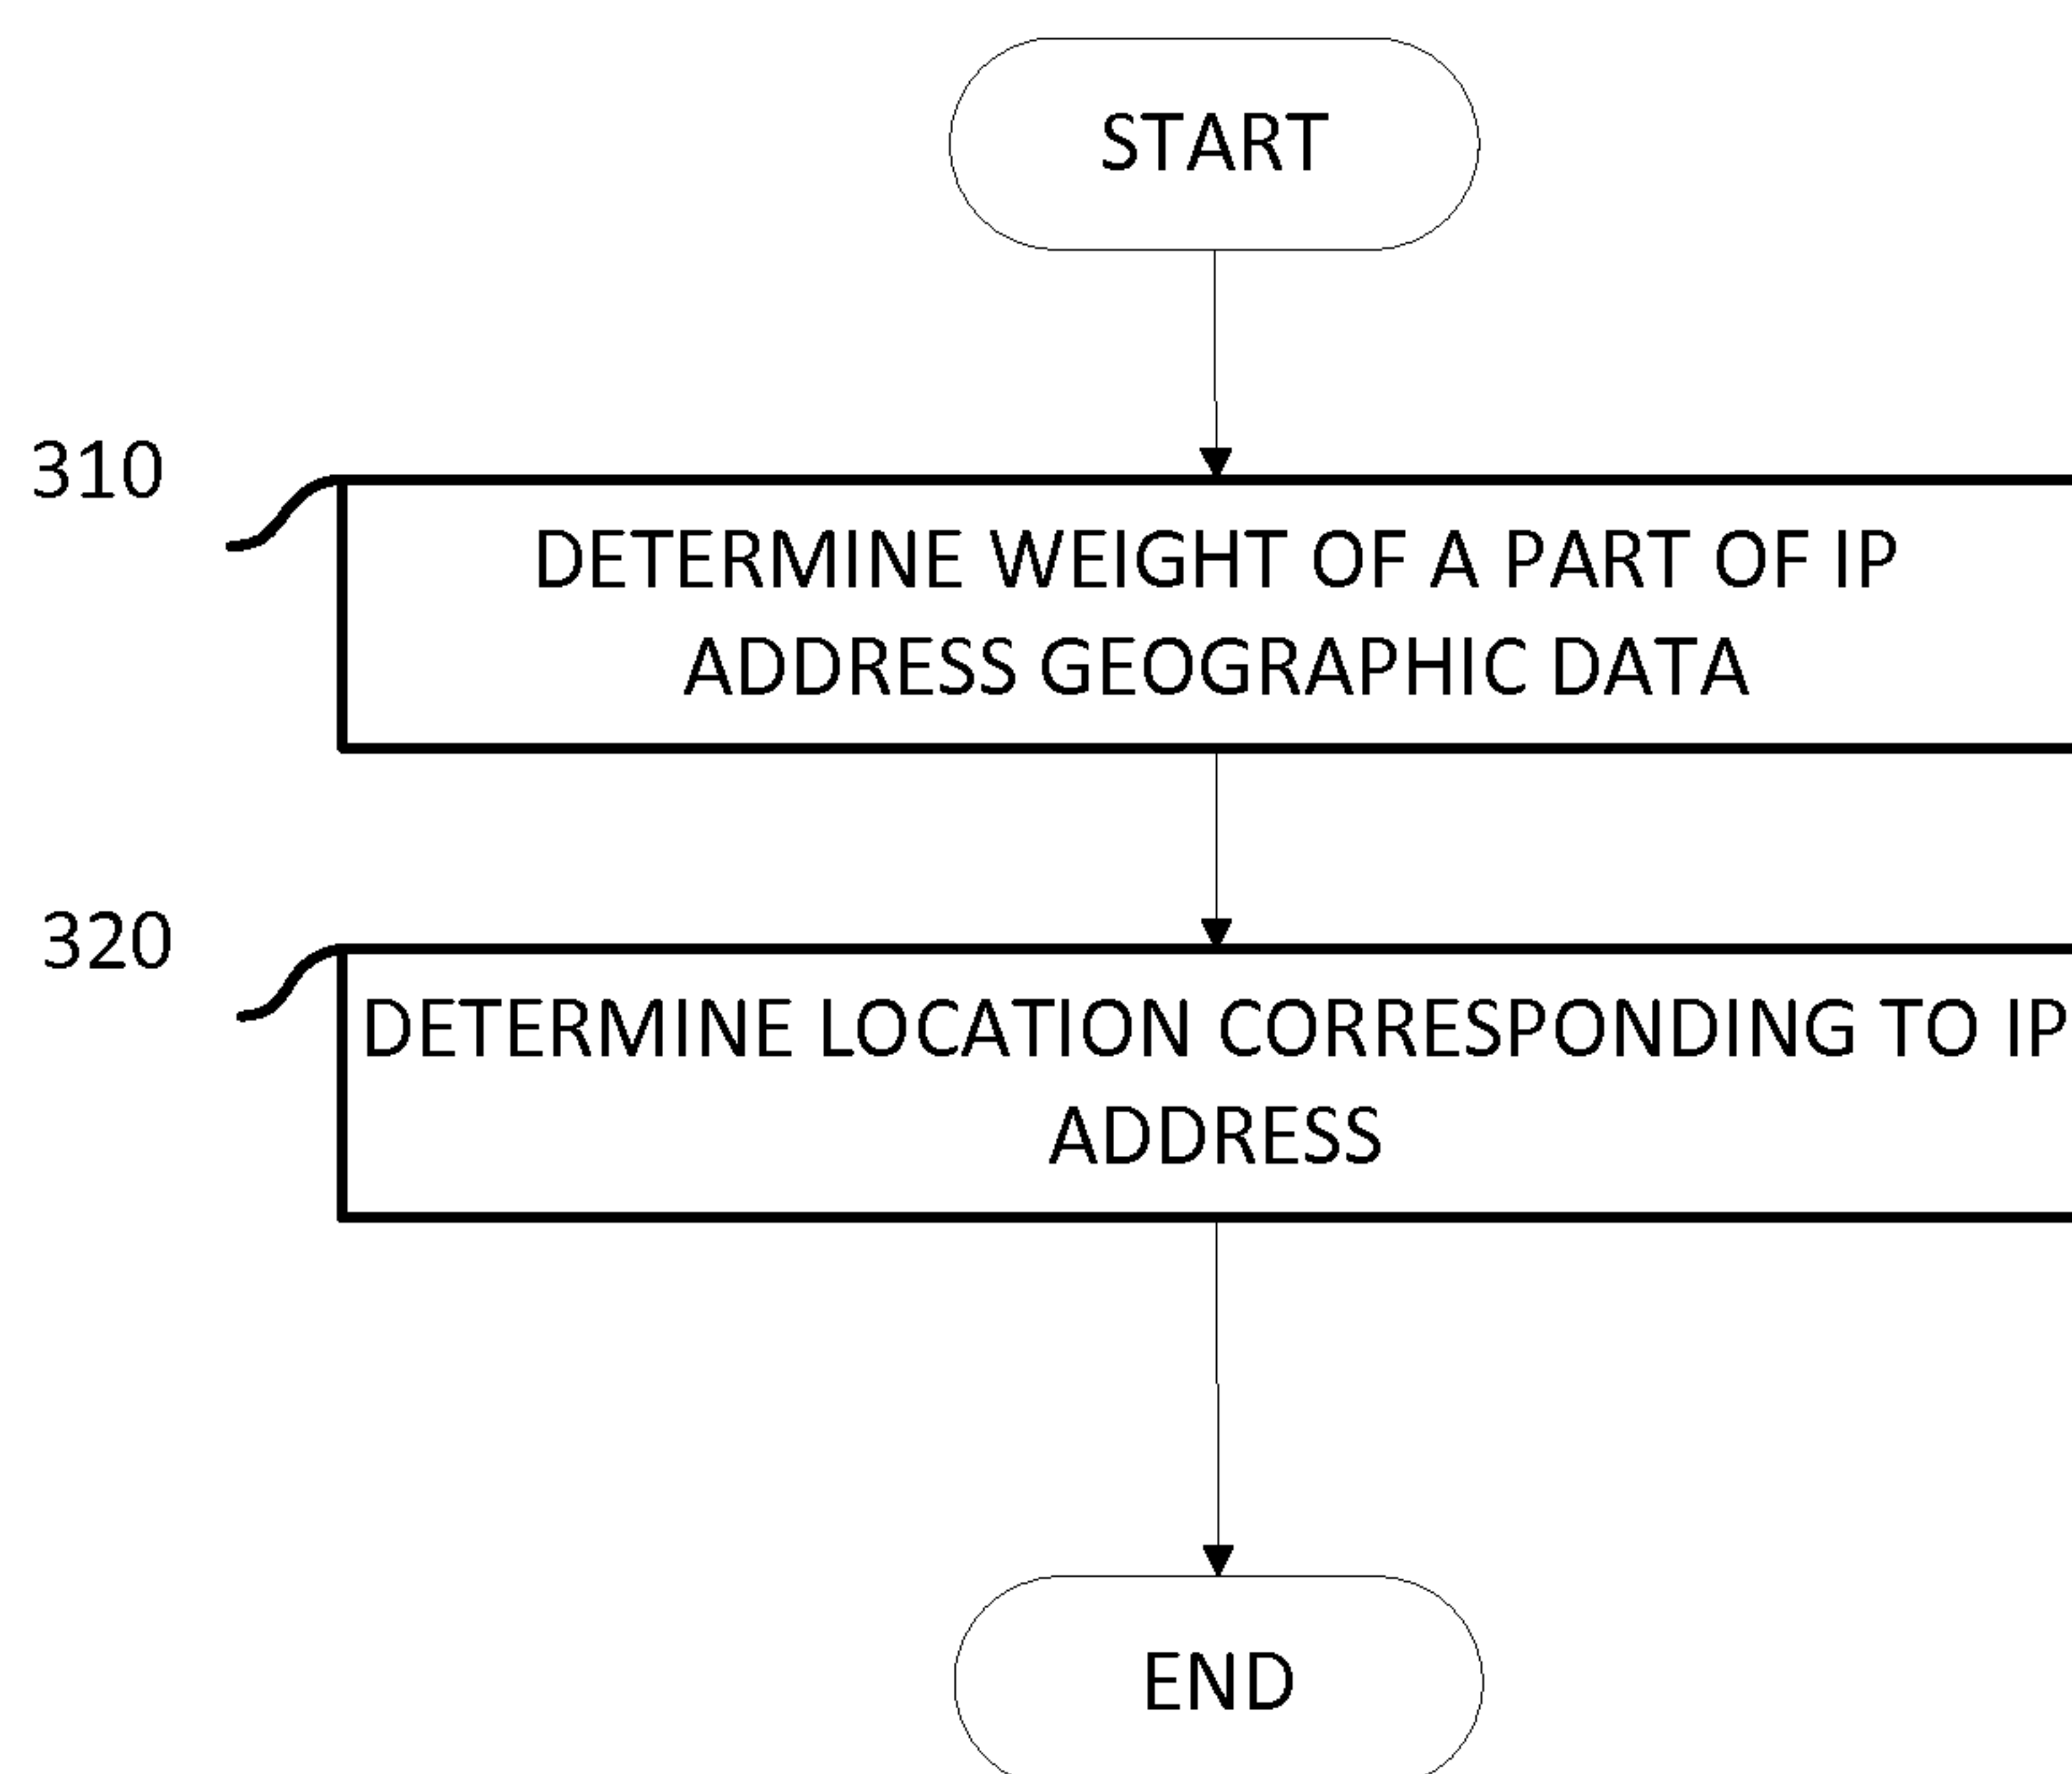 START
310
DETERMINE WEIGHT OF A PART OF IP
ADDRESS GEOGRAPHIC DATA
320
DETERMINE LOCATION CORRESPONDING TO IP
ADDRESS
END